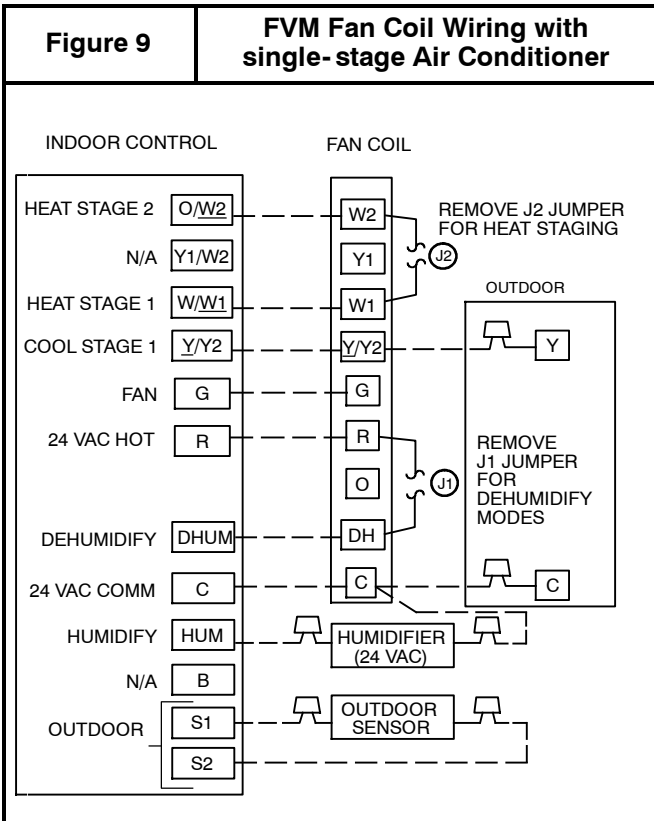 Figure 9
FVM Fan Coil Wiring with
single- stage Air Conditioner
INDOOR CONTROL
FAN COIL
HEAT STAGE 2
O/W2
W2
REMOVE J2 JUMPER
FOR HEAT STAGING
N/A
Y1/W2
Y1
J2
HEAT STAGE 1
W/W1
W1
OUTDOOR
COOL STAGE 1
Y/Y2
Y/Y2
Y
FAN
G
G
24 VAC HOT
R
R
REMOVE
J1 JUMPER
FOR
DEHUMIDIFY
MODES
O
J1
DEHUMIDIFY
DHUM
DH
24 VAC COMM
C
C
C
HUMIDIFY
HUM
HUMIDIFIER
(24 VAC)
N/A
B
OUTDOOR
S1
OUTDOOR
SENSOR
S2